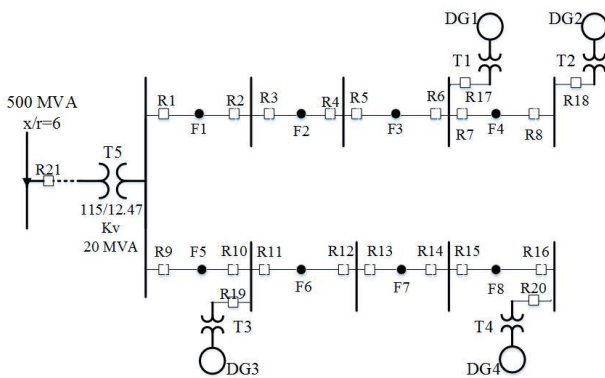 DG1
DG2
T1
T2
R17
R18
500 MVA
x/r=6
R21
T5
115/12.47
Kv
20 MVA
R1
R2
R3
R4
R5
R6
R7
R8
F1
F2
F3
F4
R9
F5
R10
R11
R12
R13
R14
R15
R16
F6
F7
F8
R19
R20
T3
T4
DG3
DG4